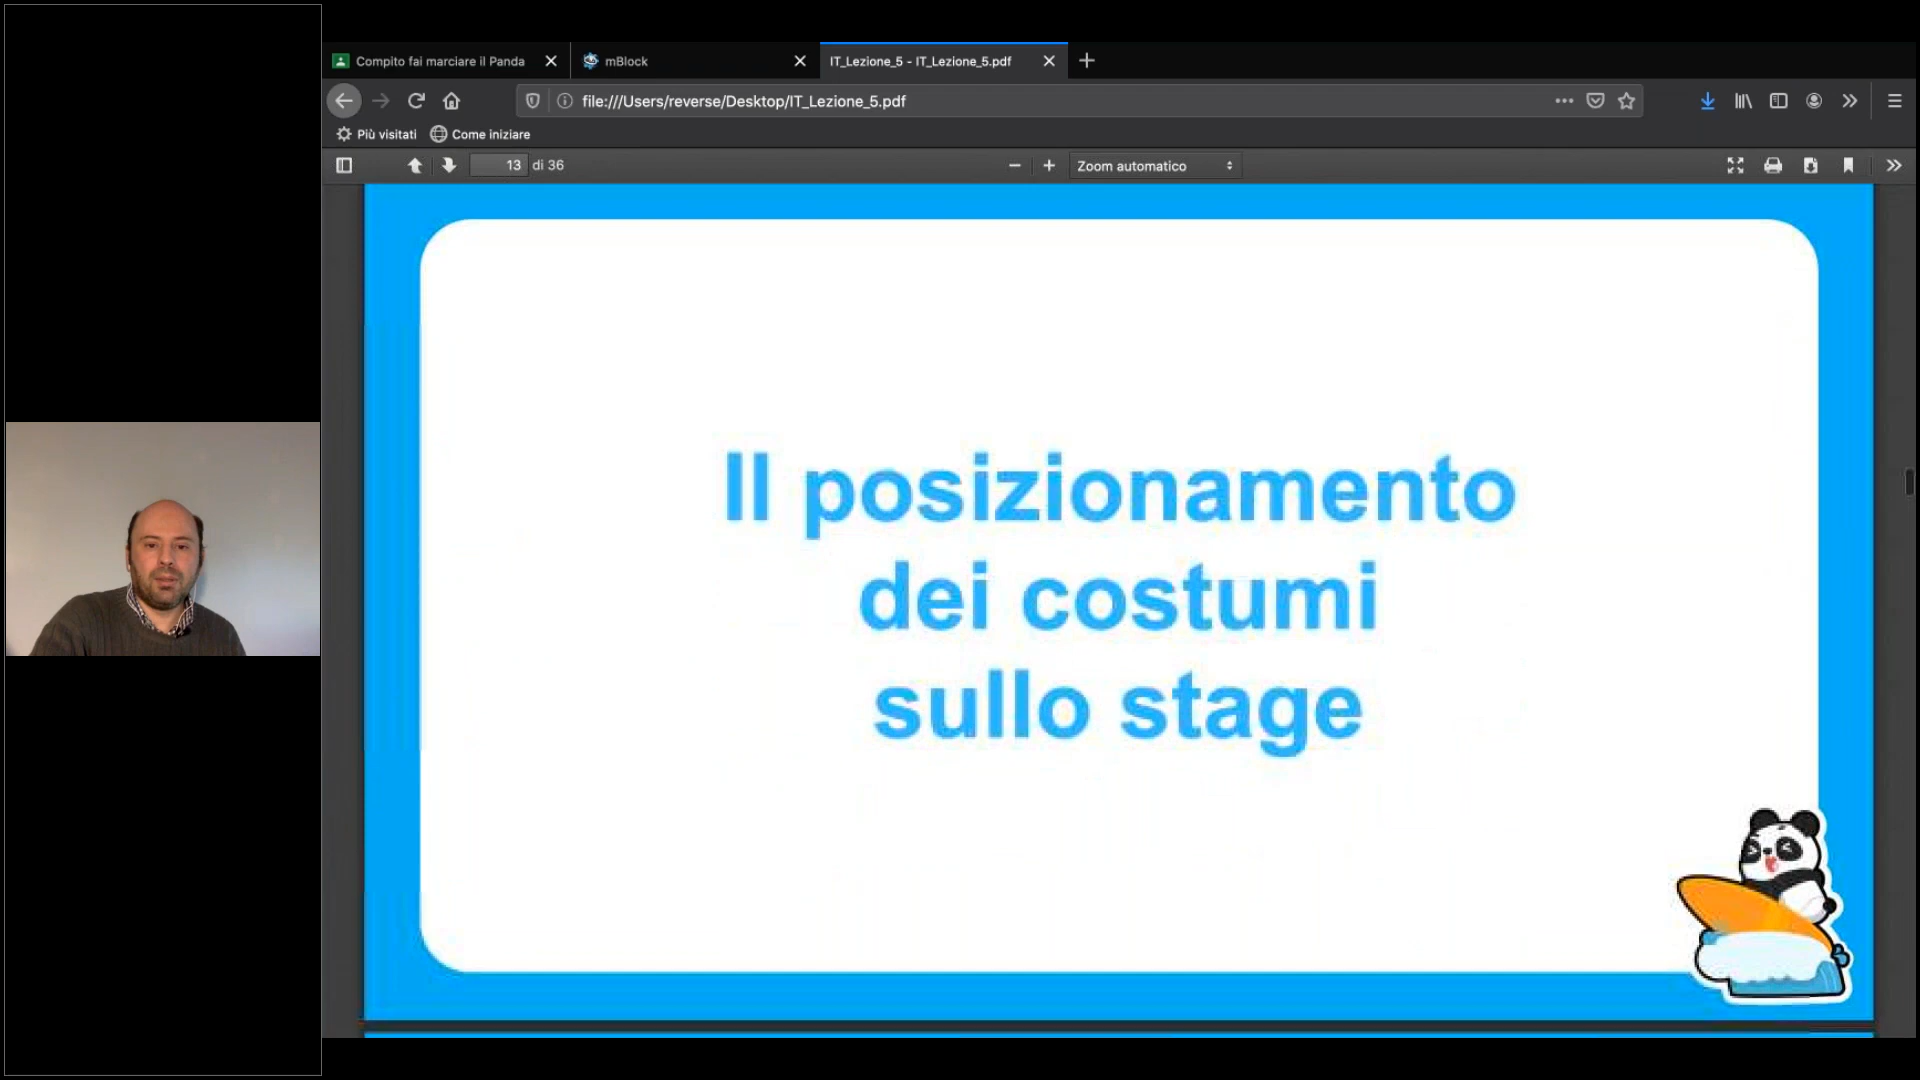 Compito fai marciare il Panda
mBlock
IT_Lezione_5 - IT_Lezione_5.pdf
file:///Users/reverse/Desktop/IT_Lezione_5.pdf
Più visitati
Come iniziare
13 di 36
Zoom automatico
Il posizionamento
dei costumi
sullo stage